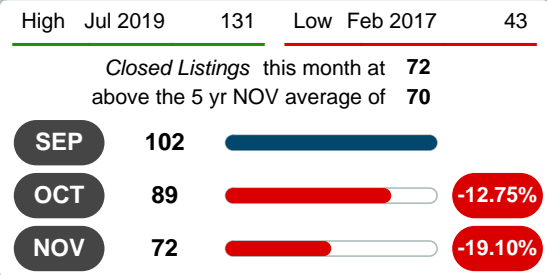 High Jul 2019 131 Low Feb 2017 43
Closed Listings this month at 72
above the 5 yr NOV average of 70
SEP 102
OCT 89 -12.75%
NOV 72 -19.10%